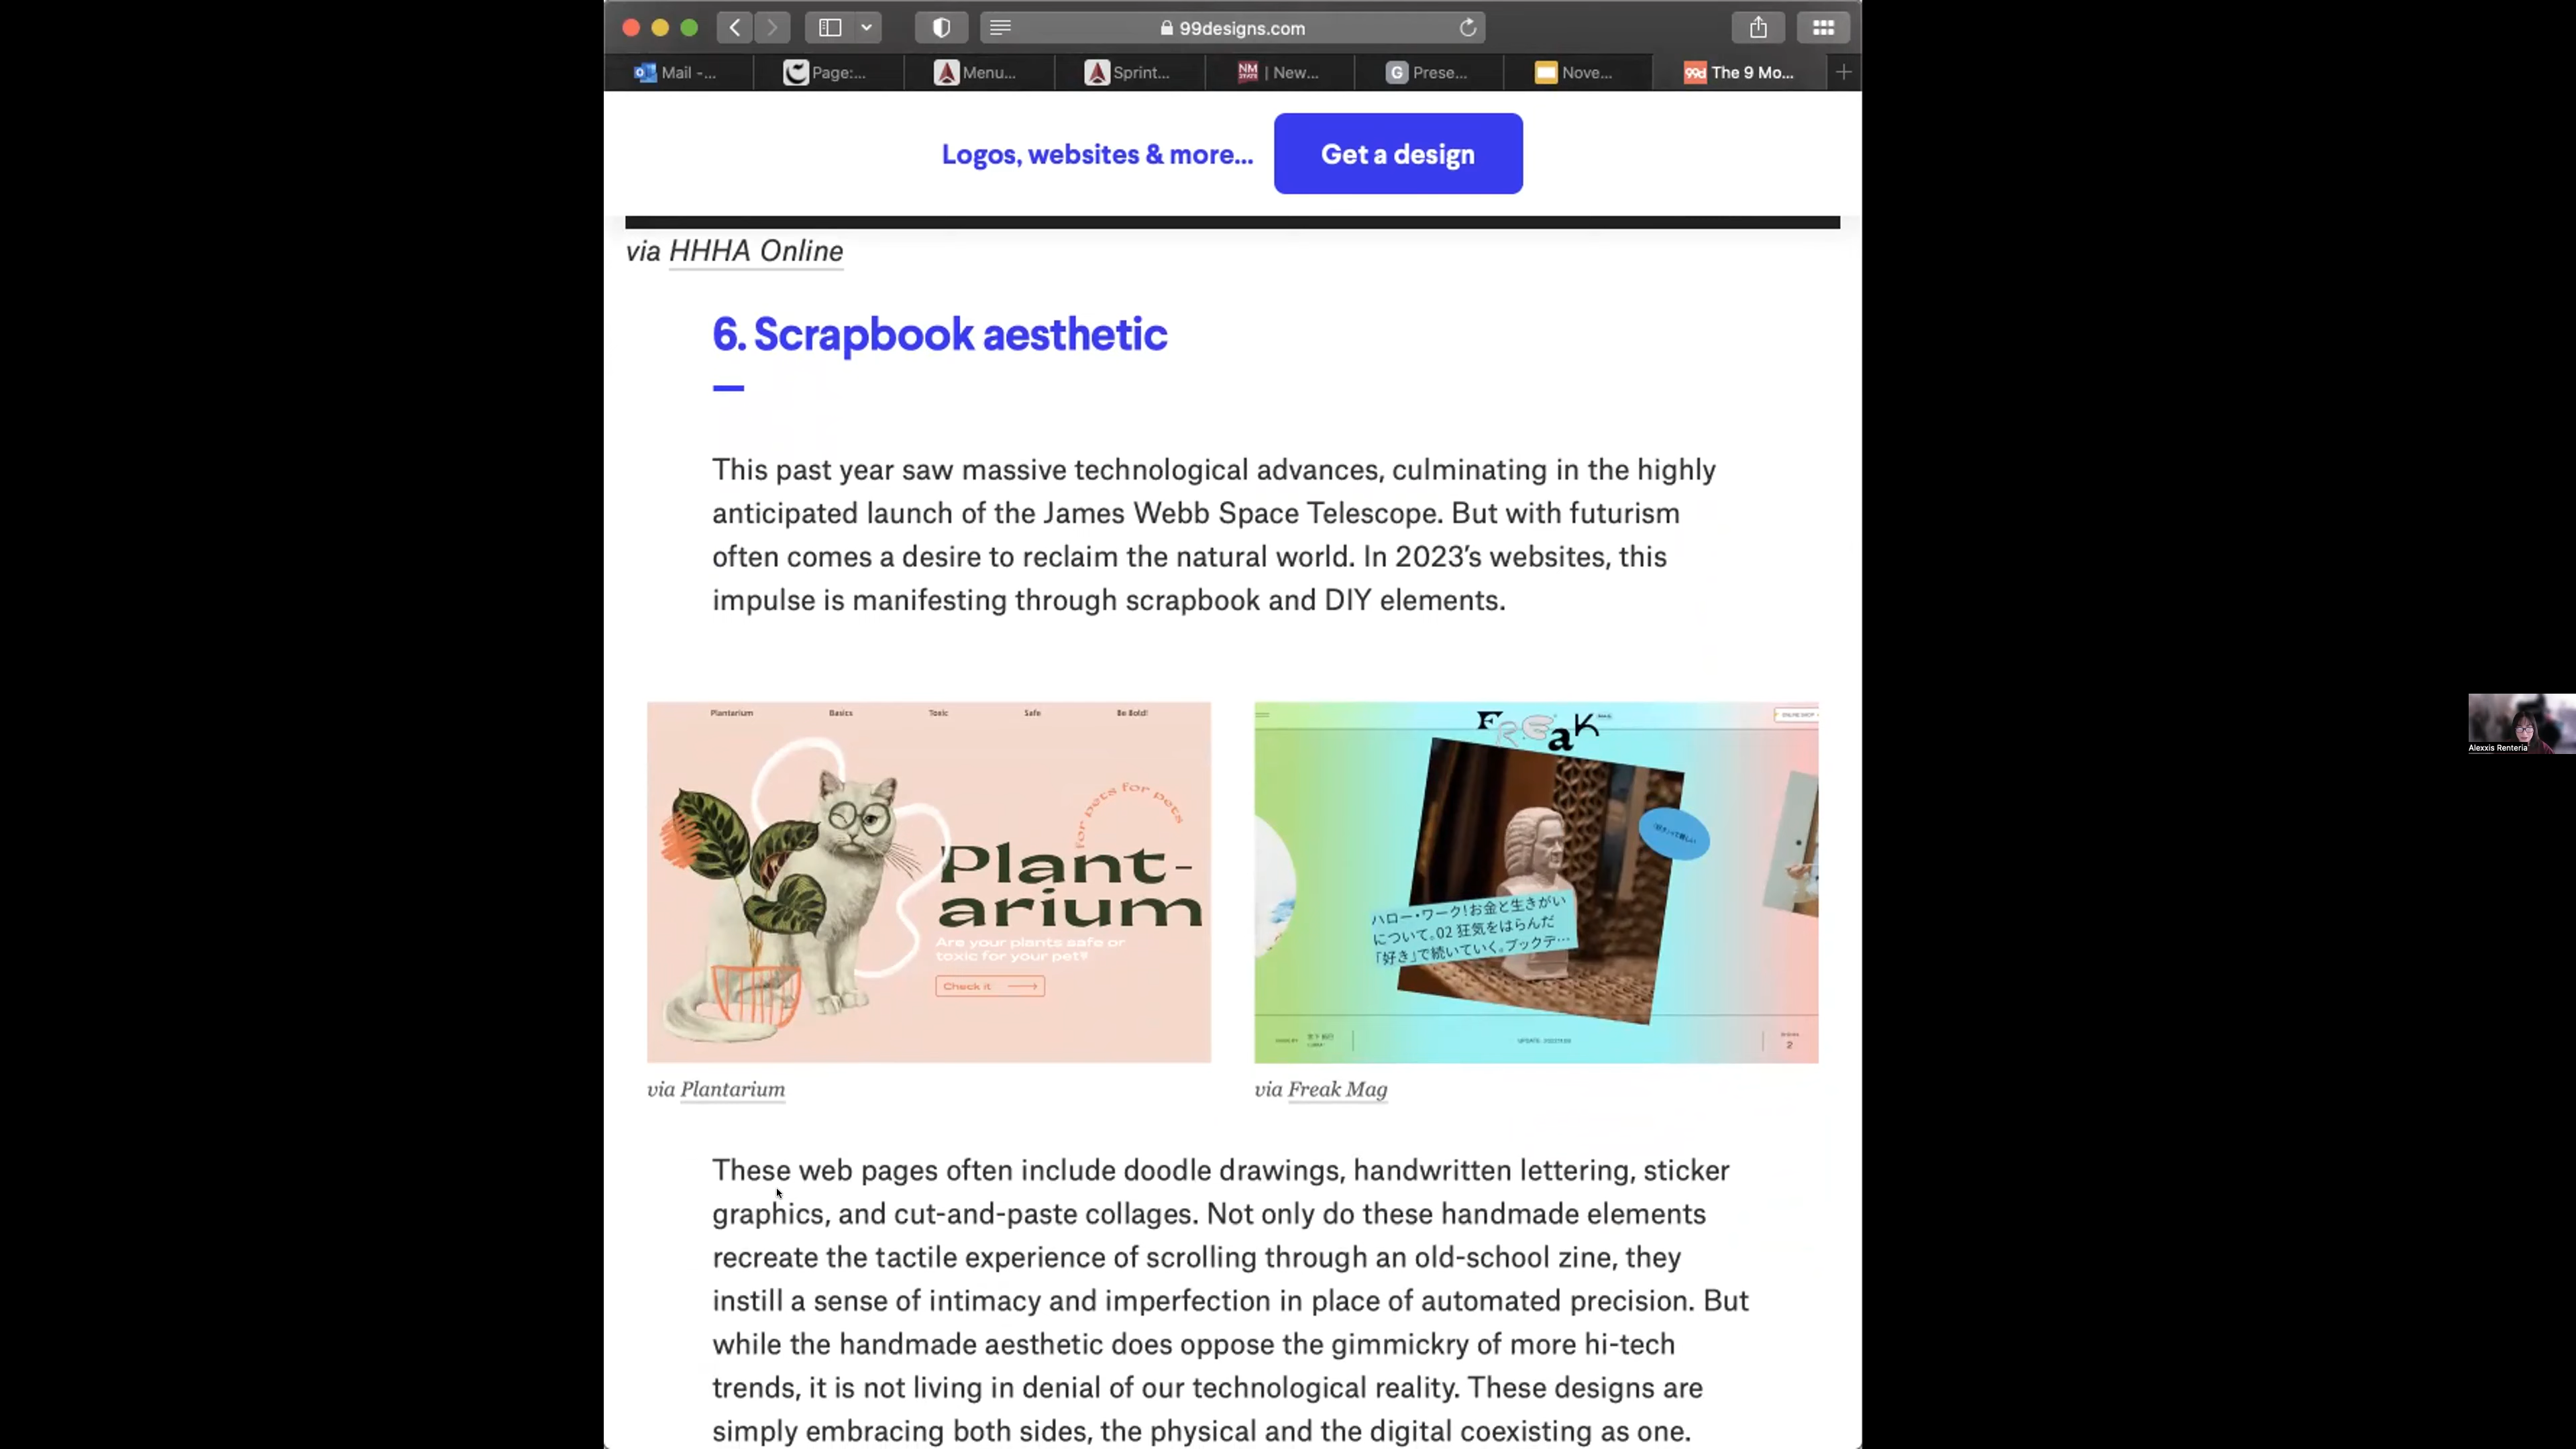 99designs.com
Mail -...
Page:...
Menu...
Sprint...
NM STATE
| New...
G
Prese...
Nove...
99d
The 9 Mo...
Logos, websites & more...
Get a design
via HHHA Online
6. Scrapbook aesthetic
This past year saw massive technological advances, culminating in the highly
anticipated launch of the James Webb Space Telescope. But with futurism
often comes a desire to reclaim the natural world. In 2023's websites, this
impulse is manifesting through scrapbook and DIY elements.
Plantarium Basics Toxic Safe Be Bold!
for pets for pets
Plant-
arium
Are your plants safe or
toxic for your pet?
Check it
FREaK
ONLINE SHOP
ハロー・ワーク!お金と生きがい
について。02 狂気をはらんだ
「好き」で続いていく。ブックデ…
2
via Plantarium
via Freak Mag
Alexxis Renteria
These web pages often include doodle drawings, handwritten lettering, sticker
graphics, and cut-and-paste collages. Not only do these handmade elements
recreate the tactile experience of scrolling through an old-school zine, they
instill a sense of intimacy and imperfection in place of automated precision. But
while the handmade aesthetic does oppose the gimmickry of more hi-tech
trends, it is not living in denial of our technological reality. These designs are
simply embracing both sides, the physical and the digital coexisting as one.